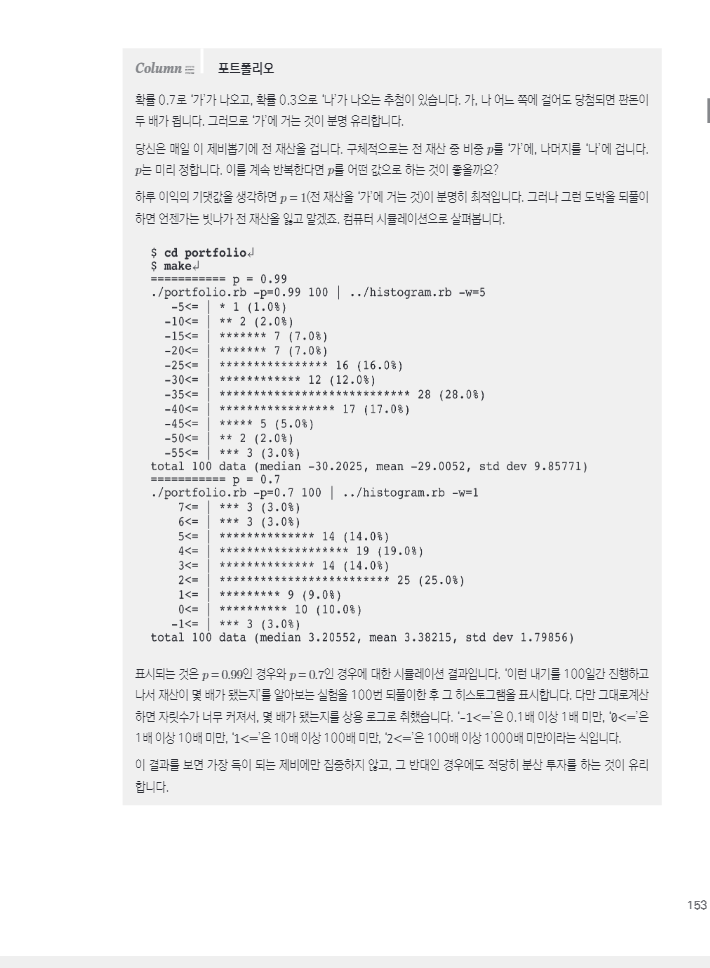 Column 포트폴리오
확률 0.7로 ‘가’가 나오고, 확률 0.3으로 ‘나’가 나오는 추첨이 있습니다. 가, 나 어느 쪽에 걸어도 당첨되면 판돈이
두 배가 됩니다. 그러므로 ‘가’에 거는 것이 분명 유리합니다.
당신은 매일 이 제비뽑기에 전 재산을 겁니다. 구체적으로는 전 재산 중 비중 p를 ‘가’에, 나머지를 ‘나’에 겁니다.
p는 미리 정합니다. 이를 계속 반복한다면 p를 어떤 값으로 하는 것이 좋을까요?
하루 이익의 기댓값을 생각하면 p = 1(전 재산을 ‘가’에 거는 것)이 분명히 최적입니다. 그러나 그런 도박을 되풀이
하면 언젠가는 빗나가 전 재산을 잃고 말겠죠. 컴퓨터 시뮬레이션으로 살펴봅니다.
$ cd portfolio↲
$ make↲
=========== p = 0.99
./portfolio.rb -p=0.99 100 | ../histogram.rb -w=5
-5<= | * 1 (1.0%)
-10<= | ** 2 (2.0%)
-15<= | ******* 7 (7.0%)
-20<= | ******* 7 (7.0%)
-25<= | **************** 16 (16.0%)
-30<= | ************ 12 (12.0%)
-35<= | **************************** 28 (28.0%)
-40<= | ***************** 17 (17.0%)
-45<= | ***** 5 (5.0%)
-50<= | ** 2 (2.0%)
-55<= | *** 3 (3.0%)
total 100 data (median -30.2025, mean -29.0052, std dev 9.85771)
=========== p = 0.7
./portfolio.rb -p=0.7 100 | ../histogram.rb -w=1
7<= | *** 3 (3.0%)
6<= | *** 3 (3.0%)
5<= | ************** 14 (14.0%)
4<= | ******************* 19 (19.0%)
3<= | ************** 14 (14.0%)
2<= | ************************* 25 (25.0%)
1<= | ********* 9 (9.0%)
0<= | ********** 10 (10.0%)
-1<= | *** 3 (3.0%)
total 100 data (median 3.20552, mean 3.38215, std dev 1.79856)
표시되는 것은 p = 0.99인 경우와 p = 0.7인 경우에 대한 시뮬레이션 결과입니다. ‘이런 내기를 100일간 진행하고
나서 재산이 몇 배가 됐는지’를 알아보는 실험을 100번 되풀이한 후 그 히스토그램을 표시합니다. 다만 그대로계산
하면 자릿수가 너무 커져서, 몇 배가 됐는지를 상용 로그로 취했습니다. ‘-1<=’은 0.1배 이상 1배 미만, ‘0<=’은
1배 이상 10배 미만, ‘1<=’은 10배 이상 100배 미만, ‘2<=’은 100배 이상 1000배 미만이라는 식입니다.
이 결과를 보면 가장 득이 되는 제비에만 집중하지 않고, 그 반대인 경우에도 적당히 분산 투자를 하는 것이 유리
합니다.
153